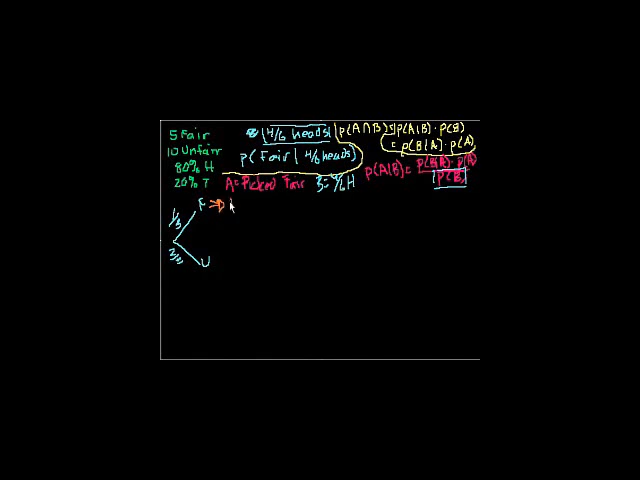 5 Fair
10 Unfair
80% H
20% T
4/6 heads
P(Fair | 4/6 heads)
A = Picked Fair
B = 4/6 H
P(A∩B) = P(A|B) · P(B)
= P(B|A) · P(A)
P(A|B) = P(B|A) · P(A)
P(B)
1/3
F
2/3
U